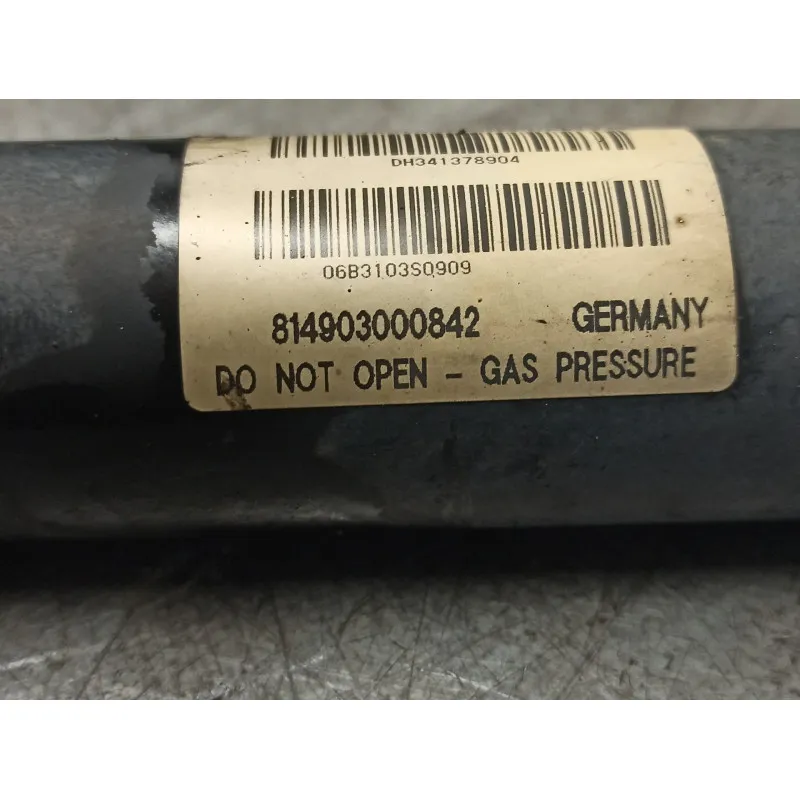 DH341378904
06B3103S0909
814903000842 GERMANY
DO NOT OPEN - GAS PRESSURE